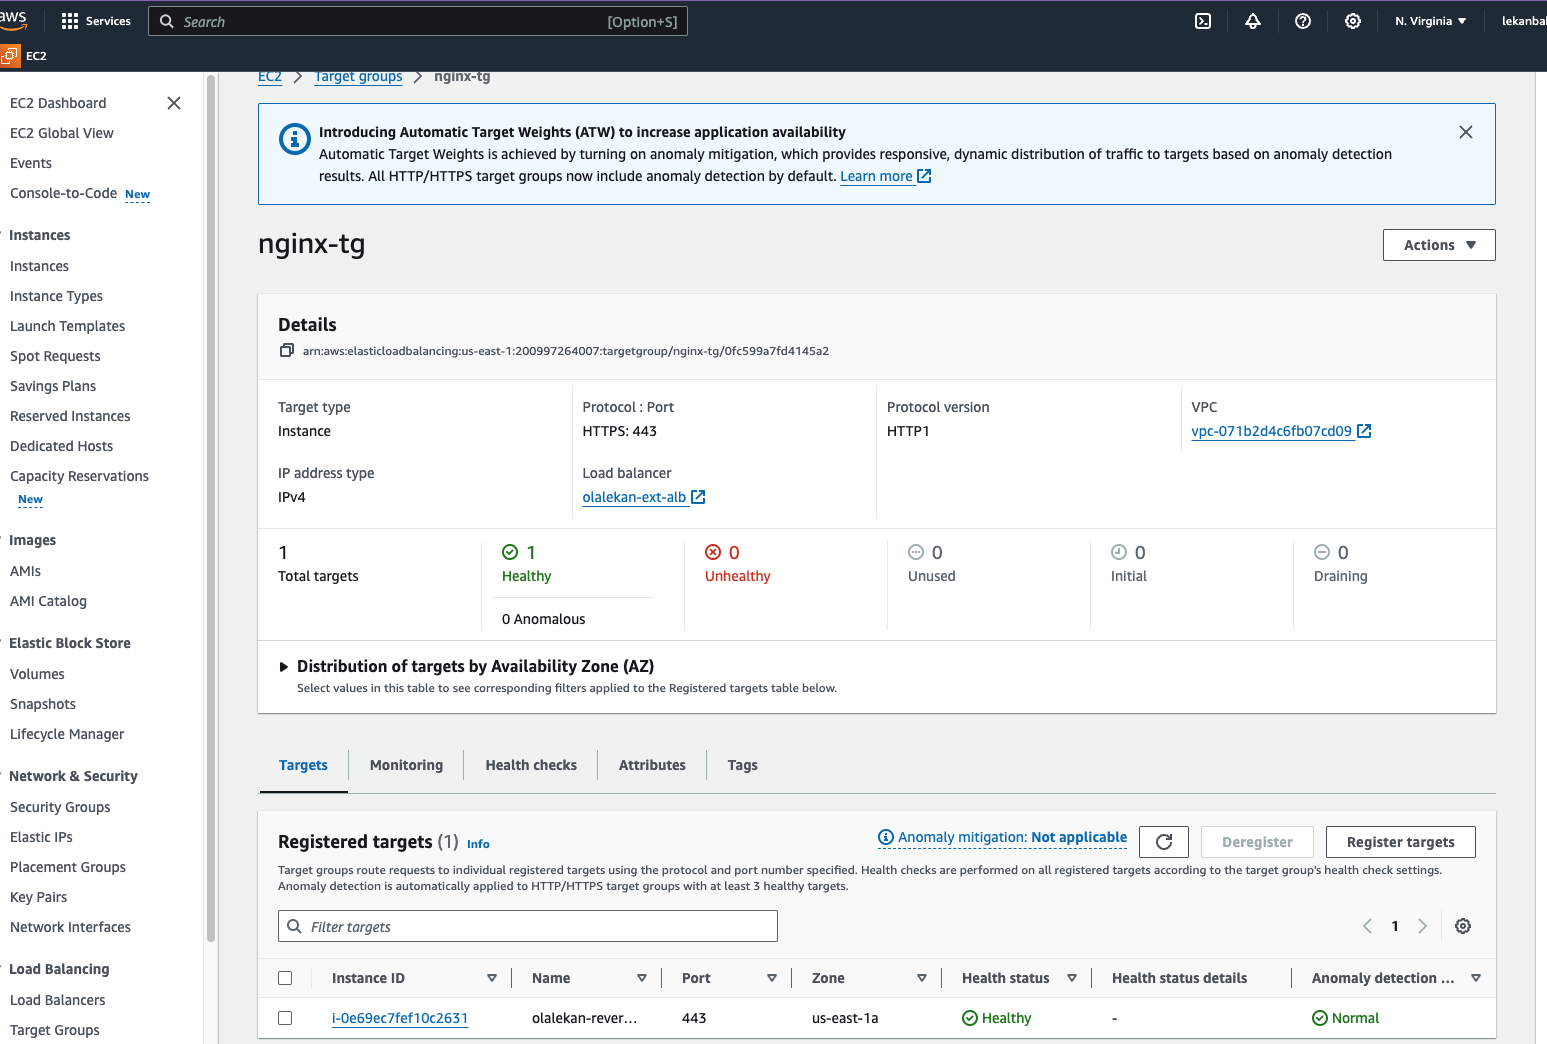 aws
Services
Search
[Option+S]
N. Virginia
lekanbal
EC2
EC2 Dashboard
EC2 Global View
Events
Console-to-Code New
Instances
Instances
Instance Types
Launch Templates
Spot Requests
Savings Plans
Reserved Instances
Dedicated Hosts
Capacity Reservations
New
Images
AMIs
AMI Catalog
Elastic Block Store
Volumes
Snapshots
Lifecycle Manager
Network & Security
Security Groups
Elastic IPs
Placement Groups
Key Pairs
Network Interfaces
Load Balancing
Load Balancers
Target Groups
EC2 Target groups nginx-tg
Introducing Automatic Target Weights (ATW) to increase application availability
Automatic Target Weights is achieved by turning on anomaly mitigation, which provides responsive, dynamic distribution of traffic to targets based on anomaly detection
results. All HTTP/HTTPS target groups now include anomaly detection by default. Learn more
nginx-tg
Actions
Details
arn:aws:elasticloadbalancing:us-east-1:200997264007:targetgroup/nginx-tg/0fc599a7fd4145a2
Target type
Instance
Protocol : Port
HTTPS: 443
Protocol version
HTTP1
VPC
vpc-071b2d4c6fb07cd09
IP address type
IPv4
Load balancer
olalekan-ext-alb
1
Total targets
1
Healthy
0 Anomalous
0
Unhealthy
0
Unused
0
Initial
0
Draining
Distribution of targets by Availability Zone (AZ)
Select values in this table to see corresponding filters applied to the Registered targets table below.
Targets Monitoring Health checks Attributes Tags
Registered targets (1) Info
Anomaly mitigation: Not applicable
Deregister
Register targets
Target groups route requests to individual registered targets using the protocol and port number specified. Health checks are performed on all registered targets according to the target group's health check settings.
Anomaly detection is automatically applied to HTTP/HTTPS target groups with at least 3 healthy targets.
Filter targets
1
Instance ID Name Port Zone Health status Health status details Anomaly detection ...
i-0e69ec7fef10c2631 olalekan-rever... 443 us-east-1a Healthy - Normal